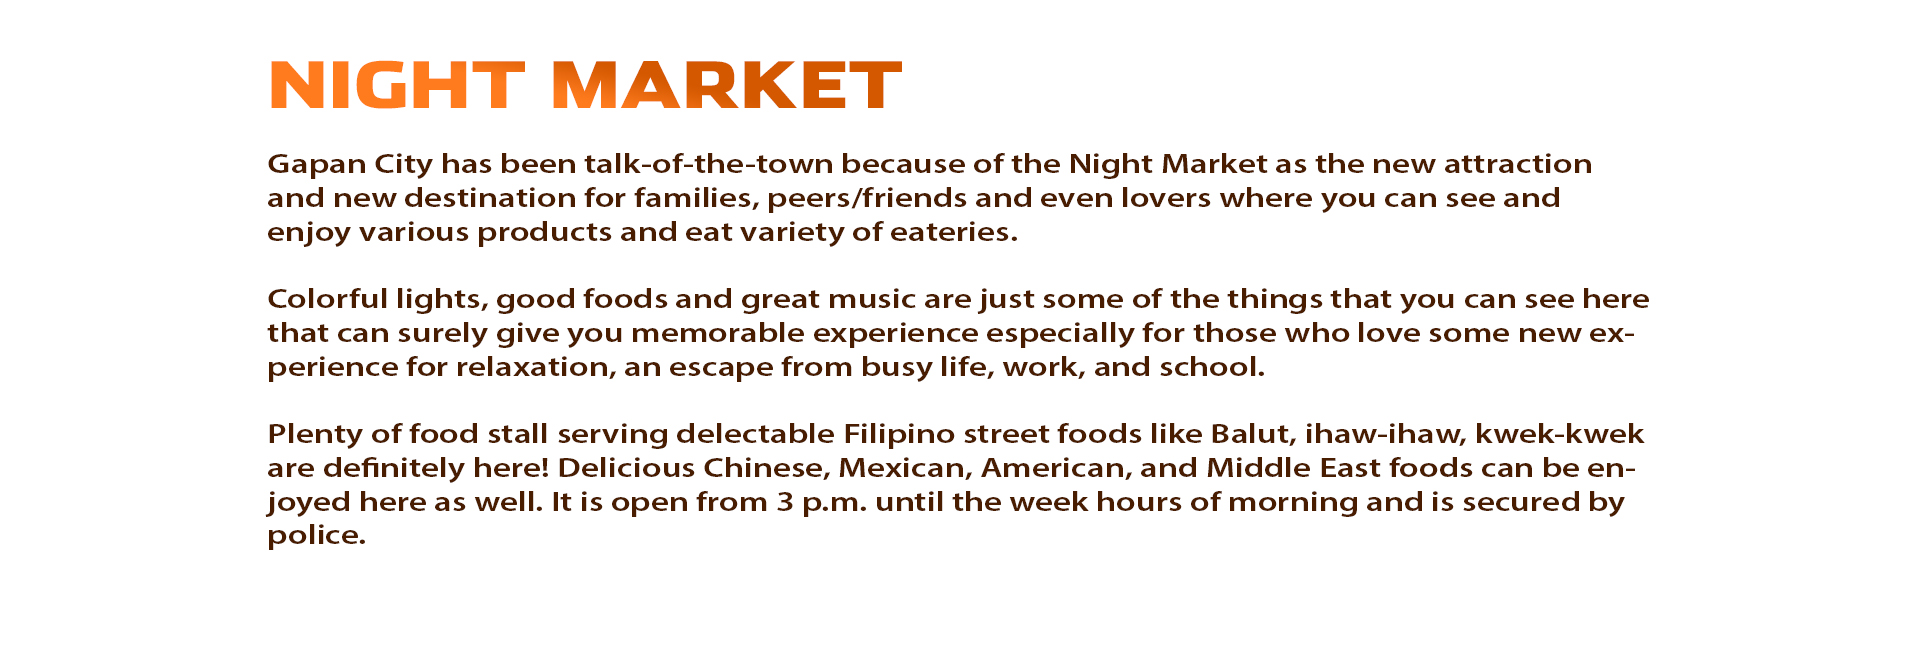 NIGHT MARKET
Gapan City has been talk-of-the-town because of the Night Market as the new attraction
and new destination for families, peers/friends and even lovers where you can see and
enjoy various products and eat variety of eateries.
Colorful lights, good foods and great music are just some of the things that you can see here
that can surely give you memorable experience especially for those who love some new ex-
perience for relaxation, an escape from busy life, work, and school.
Plenty of food stall serving delectable Filipino street foods like Balut, ihaw-ihaw, kwek-kwek
are definitely here! Delicious Chinese, Mexican, American, and Middle East foods can be en-
joyed here as well. It is open from 3 p.m. until the week hours of morning and is secured by
police.